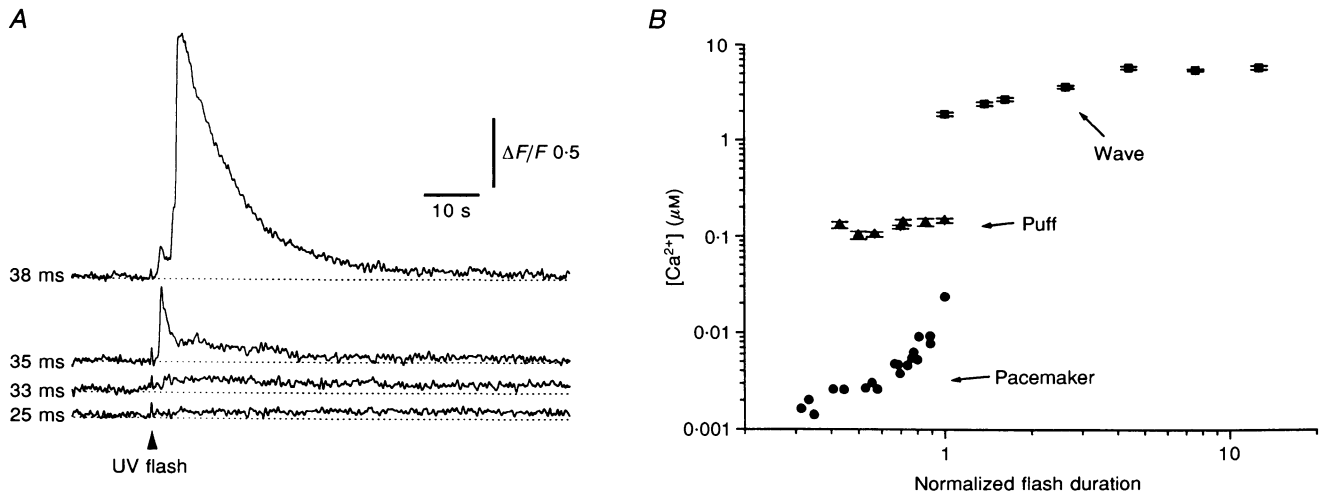 A
ΔF/F 0·5
10 s
38 ms
35 ms
33 ms
25 ms
UV flash
B
10
1
0·1
0·01
0·001
[Ca²⁺] (μM)
Wave
Puff
Pacemaker
1
10
Normalized flash duration